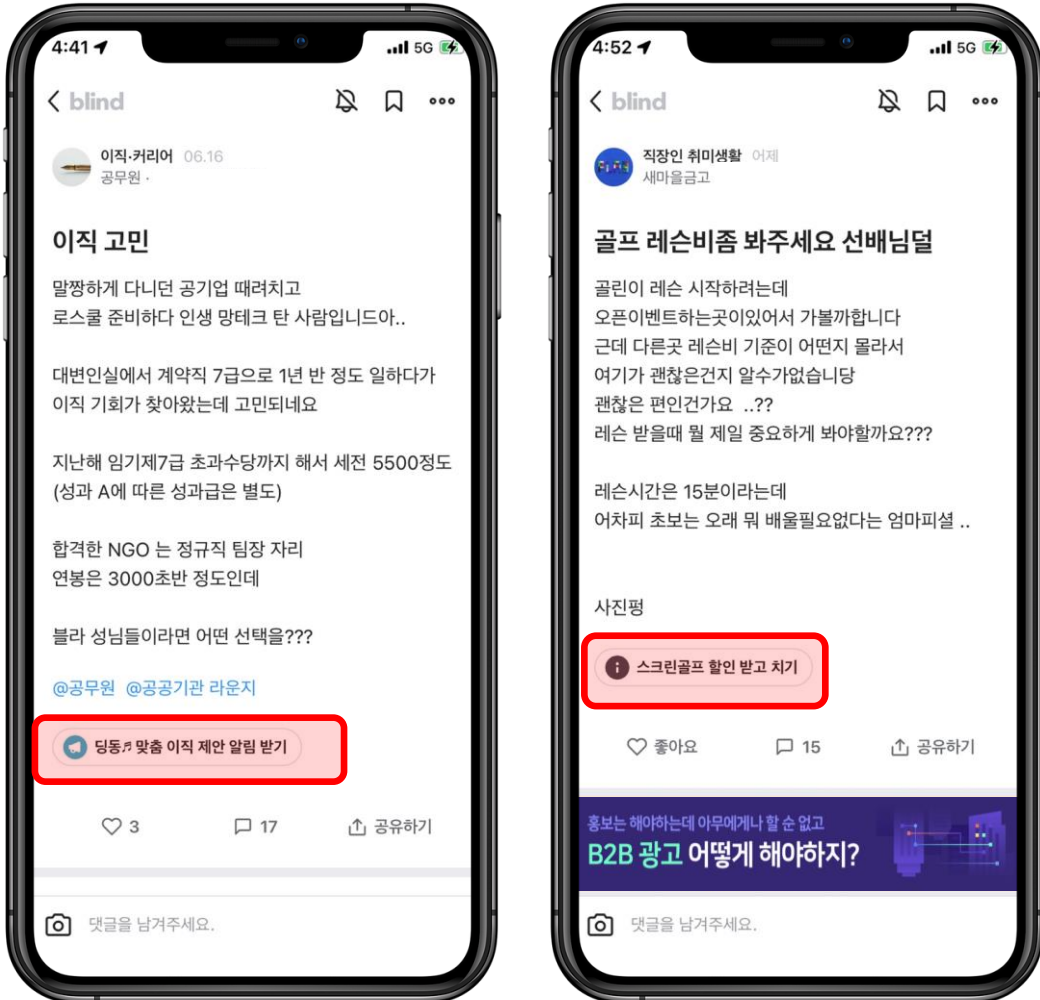 4:41
5G
blind
이직·커리어 06.16
공무원 ·
이직 고민
말짱하게 다니던 공기업 때려치고
로스쿨 준비하다 인생 망테크 탄 사람입니드아..
대변인실에서 계약직 7급으로 1년 반 정도 일하다가
이직 기회가 찾아왔는데 고민되네요
지난해 임기제7급 초과수당까지 해서 세전 5500정도
(성과 A에 따른 성과급은 별도)
합격한 NGO 는 정규직 팀장 자리
연봉은 3000초반 정도인데
블라 성님들이라면 어떤 선택을???
@공무원 @공공기관 라운지
딩동♬ 맞춤 이직 제안 알림 받기
3 17 공유하기
댓글을 남겨주세요.
4:52
5G
blind
직장인 취미생활 어제
새마을금고
골프 레슨비좀 봐주세요 선배님덜
골린이 레슨 시작하려는데
오픈이벤트하는곳이있어서 가볼까합니다
근데 다른곳 레슨비 기준이 어떤지 몰라서
여기가 괜찮은건지 알수가없습니당
괜찮은 편인건가요 ..??
레슨 받을때 뭘 제일 중요하게 봐야할까요???
레슨시간은 15분이라는데
어차피 초보는 오래 뭐 배울필요없다는 엄마피셜 ..
사진펑
스크린골프 할인 받고 치기
좋아요 15 공유하기
홍보는 해야하는데 아무에게나 할 순 없고
B2B 광고 어떻게 해야하지?
댓글을 남겨주세요.